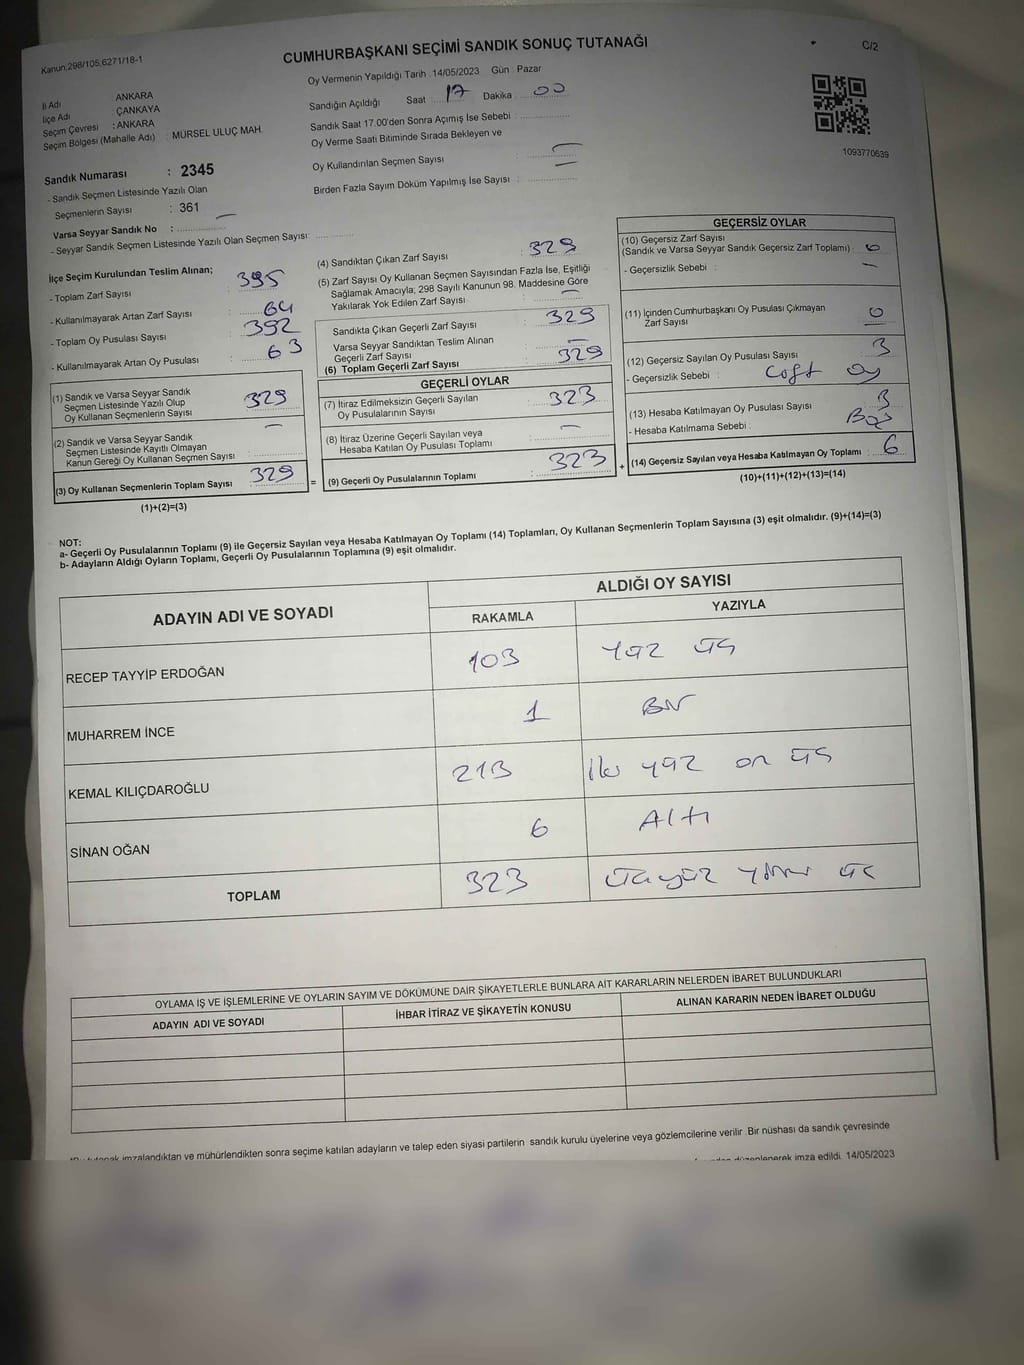 Kanun.298/105,6271/18-1
CUMHURBAŞKANI SEÇİMİ SANDIK SONUÇ TUTANAĞI
C/2
Oy Vermenin Yapıldığı Tarih : 14/05/2023 Gün : Pazar
İl Adı ANKARA
İlçe Adı ÇANKAYA
Seçim Çevresi : ANKARA
Seçim Bölgesi (Mahalle Adı) : MÜRSEL ULUÇ MAH.
Sandık Numarası : 2345
- Sandık Seçmen Listesinde Yazılı Olan
Seçmenlerin Sayısı : 361
Varsa Seyyar Sandık No : —
- Seyyar Sandık Seçmen Listesinde Yazılı Olan Seçmen Sayısı:
Sandığın Açıldığı Saat 17 Dakika 00
Sandık Saat 17.00'den Sonra Açımış İse Sebebi :
Oy Verme Saati Bitiminde Sırada Bekleyen ve
Oy Kullandırılan Seçmen Sayısı : —
Birden Fazla Sayım Döküm Yapılmış İse Sayısı : —
1093770639
İlçe Seçim Kurulundan Teslim Alınan;
- Toplam Zarf Sayısı : 395
- Kullanılmayarak Artan Zarf Sayısı : 64
- Toplam Oy Pusulası Sayısı : 392
- Kullanılmayarak Artan Oy Pusulası : 63
(1) Sandık ve Varsa Seyyar Sandık
Seçmen Listesinde Yazılı Olup
Oy Kullanan Seçmenlerin Sayısı : 329
(2) Sandık ve Varsa Seyyar Sandık
Seçmen Listesinde Kayıtlı Olmayan
Kanun Gereği Oy Kullanan Seçmen Sayısı : —
(3) Oy Kullanan Seçmenlerin Toplam Sayısı : 329
(1)+(2)=(3)
(4) Sandıktan Çıkan Zarf Sayısı : 329
(5) Zarf Sayısı Oy Kullanan Seçmen Sayısından Fazla İse, Eşitliği
Sağlamak Amacıyla; 298 Sayılı Kanunun 98. Maddesine Göre
Yakılarak Yok Edilen Zarf Sayısı : —
Sandıkta Çıkan Geçerli Zarf Sayısı : 329
Varsa Seyyar Sandıktan Teslim Alınan
Geçerli Zarf Sayısı : —
(6) Toplam Geçerli Zarf Sayısı : 329
GEÇERLİ OYLAR
(7) İtiraz Edilmeksizin Geçerli Sayılan
Oy Pusulalarının Sayısı : 323
(8) İtiraz Üzerine Geçerli Sayılan veya
Hesaba Katılan Oy Pusulası Toplamı : —
= (9) Geçerli Oy Pusulalarının Toplamı : 323 +
GEÇERSİZ OYLAR
(10) Geçersiz Zarf Sayısı
(Sandık ve Varsa Seyyar Sandık Geçersiz Zarf Toplamı) : 0
- Geçersizlik Sebebi : —
(11) İçinden Cumhurbaşkanı Oy Pusulası Çıkmayan
Zarf Sayısı : 0
(12) Geçersiz Sayılan Oy Pusulası Sayısı : 3
- Geçersizlik Sebebi : Çift Oy
(13) Hesaba Katılmayan Oy Pusulası Sayısı : 3
- Hesaba Katılmama Sebebi : Boş
(14) Geçersiz Sayılan veya Hesaba Katılmayan Oy Toplamı : 6
(10)+(11)+(12)+(13)=(14)
NOT:
a- Geçerli Oy Pusulalarının Toplamı (9) ile Geçersiz Sayılan veya Hesaba Katılmayan Oy Toplamı (14) Toplamları, Oy Kullanan Seçmenlerin Toplam Sayısına (3) eşit olmalıdır. (9)+(14)=(3)
b- Adayların Aldığı Oyların Toplamı, Geçerli Oy Pusulalarının Toplamına (9) eşit olmalıdır.
ADAYIN ADI VE SOYADI
ALDIĞI OY SAYISI
RAKAMLA YAZIYLA
RECEP TAYYİP ERDOĞAN 103 yüz üç
MUHARREM İNCE 1 Bir
KEMAL KILIÇDAROĞLU 213 iki yüz on üç
SİNAN OĞAN 6 Altı
TOPLAM 323 üçyüz yirmi üç
OYLAMA İŞ VE İŞLEMLERİNE VE OYLARIN SAYIM VE DÖKÜMÜNE DAİR ŞİKAYETLERLE BUNLARA AİT KARARLARIN NELERDEN İBARET BULUNDUKLARI
ADAYIN ADI VE SOYADI İHBAR İTİRAZ VE ŞİKAYETİN KONUSU ALINAN KARARIN NEDEN İBARET OLDUĞU
imzalandıktan ve mühürlendikten sonra seçime katılan adayların ve talep eden siyasi partilerin sandık kurulu üyelerine veya gözlemcilerine verilir. Bir nüshası da sandık çevresinde
düzenlenerek imza edildi. 14/05/2023